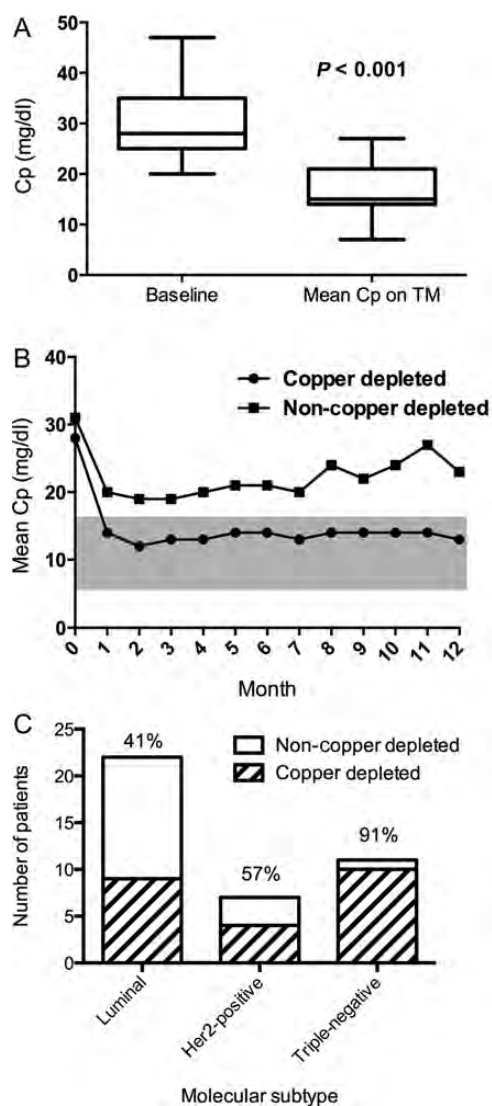 A
Cp (mg/dl)
50
40
30
20
10
0
P < 0.001
Baseline
Mean Cp on TM
B
Mean Cp (mg/dl)
40
30
20
10
0
Copper depleted
Non-copper depleted
0 1 2 3 4 5 6 7 8 9 10 11 12
Month
C
Number of patients
25
20
15
10
5
0
Non-copper depleted
Copper depleted
41%
57%
91%
Luminal
Her2-positive
Triple-negative
Molecular subtype